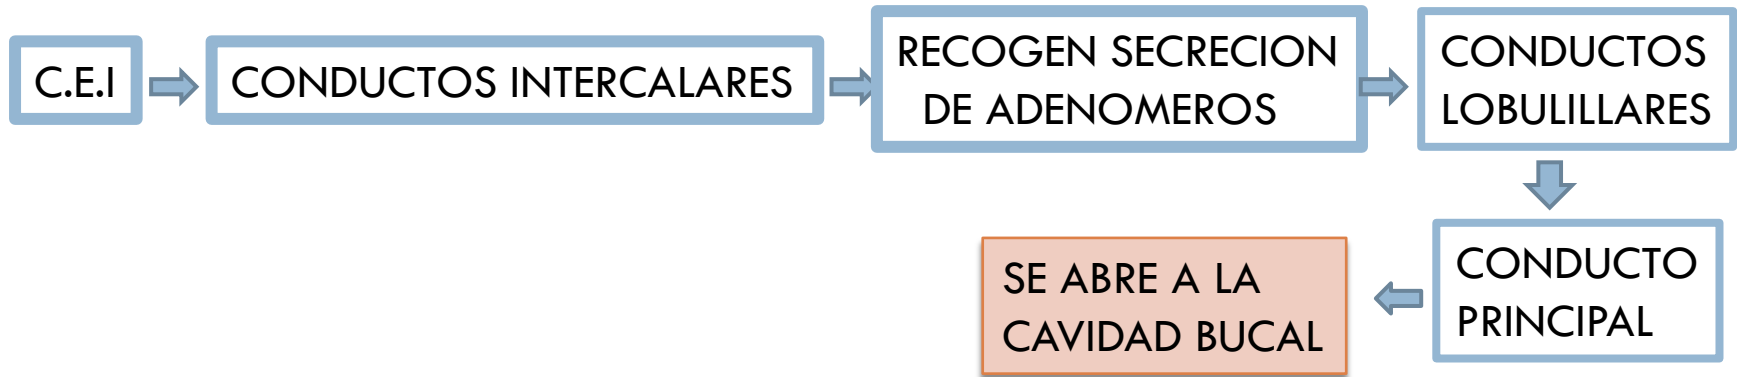 C.E.I
CONDUCTOS INTERCALARES
RECOGEN SECRECION
DE ADENOMEROS
CONDUCTOS
LOBULILLARES
CONDUCTO
PRINCIPAL
SE ABRE A LA
CAVIDAD BUCAL